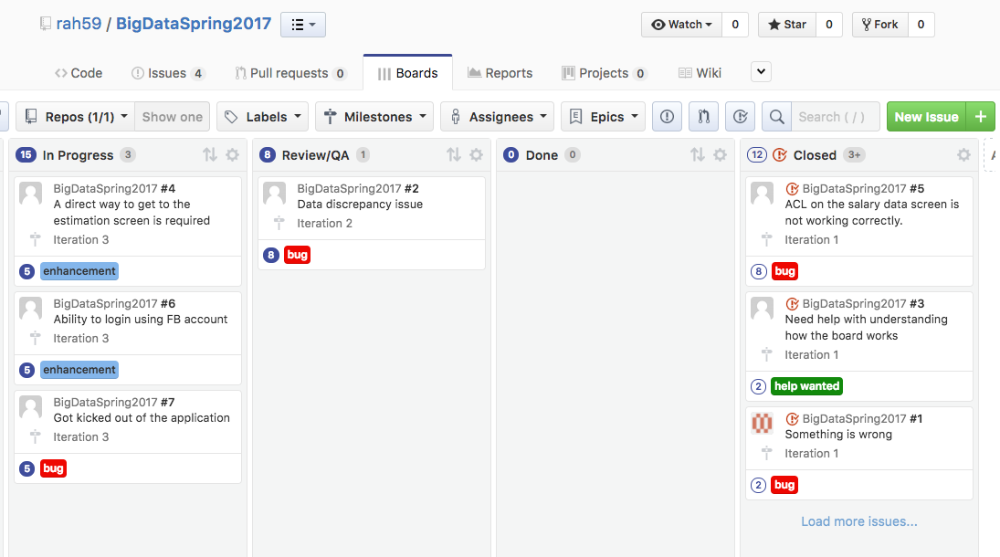 rah59 / BigDataSpring2017
Watch 0 Star 0 Fork 0
Code Issues 4 Pull requests 0 Boards Reports Projects 0 Wiki
Repos (1/1) Show one Labels Milestones Assignees Epics Search ( / ) New Issue +
15 In Progress 3
BigDataSpring2017 #4
A direct way to get to the
estimation screen is required
Iteration 3
5 enhancement
BigDataSpring2017 #6
Ability to login using FB account
Iteration 3
5 enhancement
BigDataSpring2017 #7
Got kicked out of the application
Iteration 3
5 bug
8 Review/QA 1
BigDataSpring2017 #2
Data discrepancy issue
Iteration 2
8 bug
0 Done 0
12 Closed 3+
BigDataSpring2017 #5
ACL on the salary data screen is
not working correctly.
Iteration 1
8 bug
BigDataSpring2017 #3
Need help with understanding
how the board works
Iteration 1
2 help wanted
BigDataSpring2017 #1
Something is wrong
Iteration 1
2 bug
Load more issues...